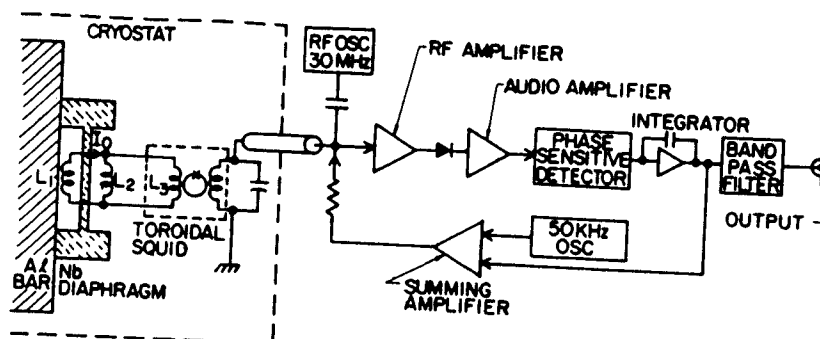 CRYOSTAT
RF OSC
30 MHz
RF AMPLIFIER
AUDIO AMPLIFIER
INTEGRATOR
PHASE
SENSITIVE
DETECTOR
BAND
PASS
FILTER
I0
L1
L2
L3
TOROIDAL
SQUID
OUTPUT -
50 KHz
OSC
SUMMING
AMPLIFIER
Al
BAR
Nb
DIAPHRAGM